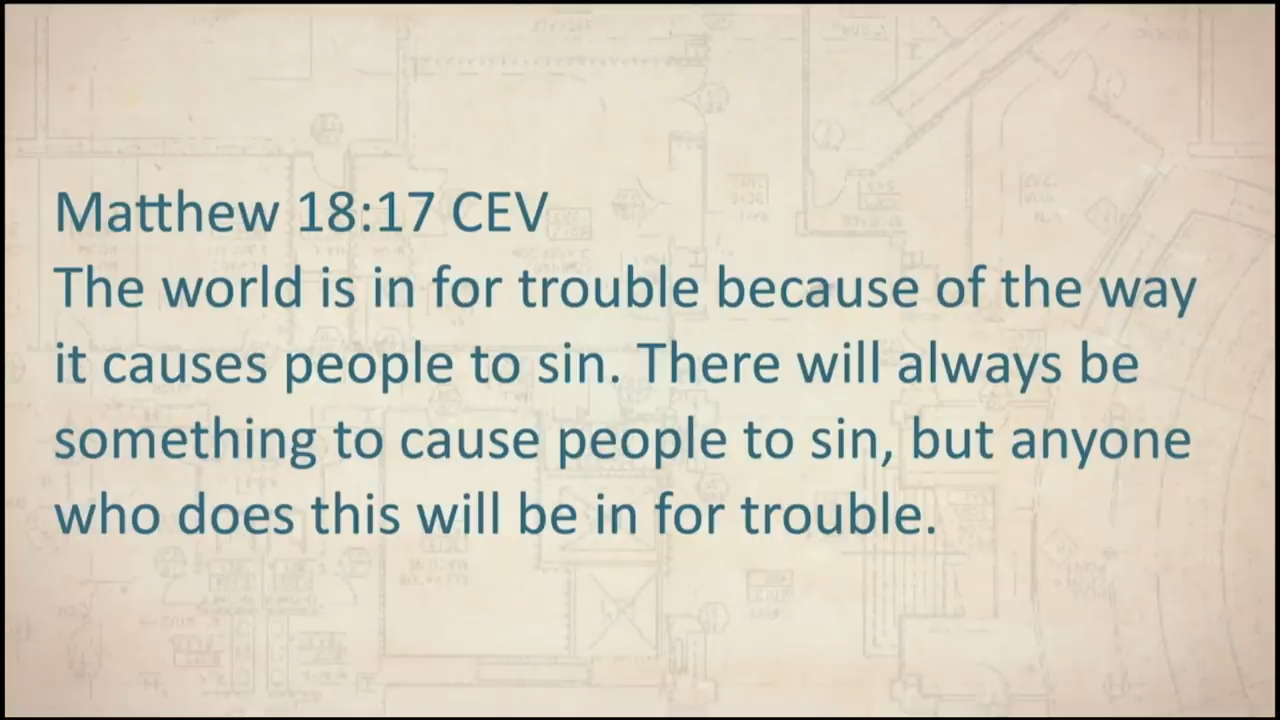 Matthew 18:17 CEV
The world is in for trouble because of the way
it causes people to sin. There will always be
something to cause people to sin, but anyone
who does this will be in for trouble.